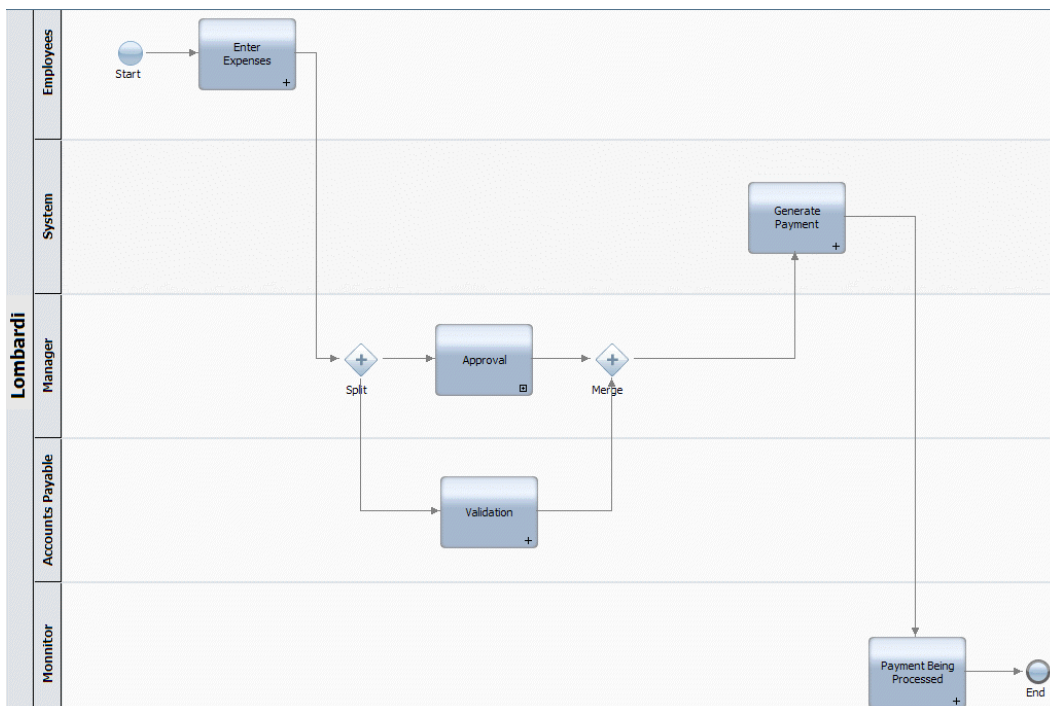 Lombardi
Employees
Start
Enter
Expenses
System
Generate
Payment
Manager
Split
Approval
Merge
Accounts Payable
Validation
Monnitor
Payment Being
Processed
End